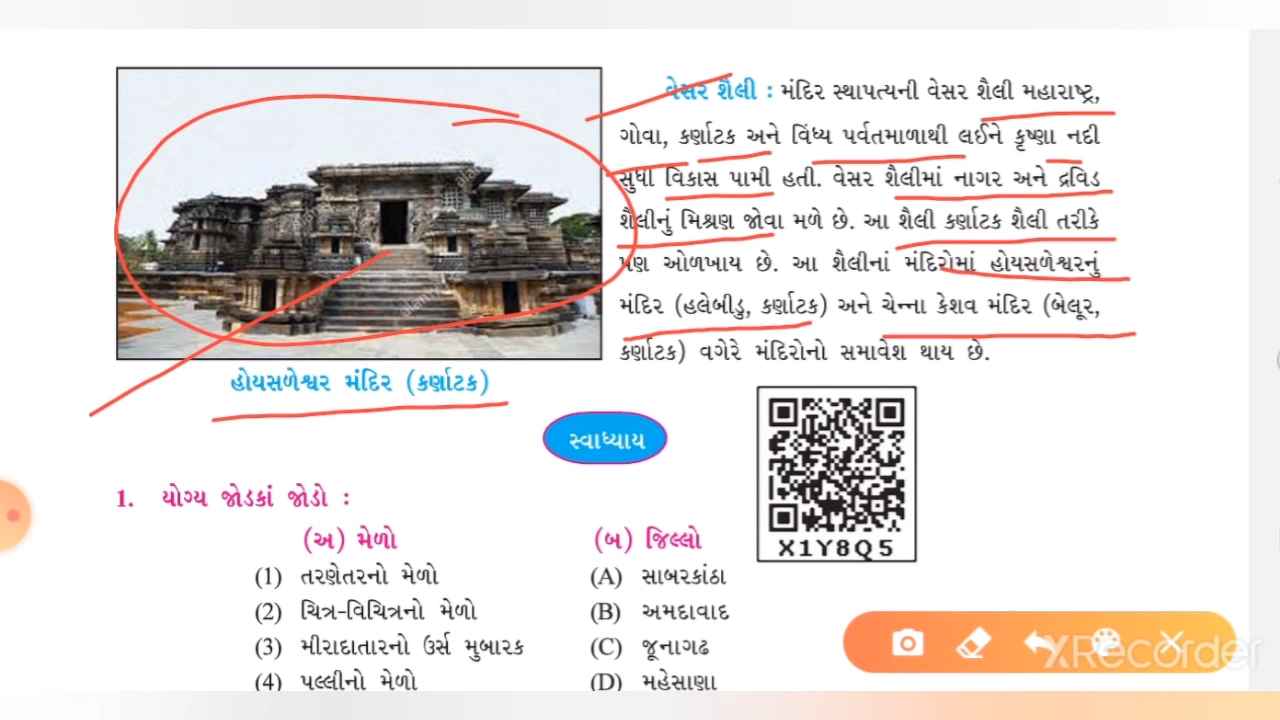 વેસર શૈલી : મંદિર સ્થાપત્યની વેસર શૈલી મહારાષ્ટ્ર,
ગોવા, કર્ણાટક અને વિંધ્ય પર્વતમાળાથી લઈને કૃષ્ણા નદી
સુધી વિકાસ પામી હતી. વેસર શૈલીમાં નાગર અને દ્રવિડ
શૈલીનું મિશ્રણ જોવા મળે છે. આ શૈલી કર્ણાટક શૈલી તરીકે
પણ ઓળખાય છે. આ શૈલીનાં મંદિરોમાં હોયસળેશ્વરનું
મંદિર (હલેબીડુ, કર્ણાટક) અને ચેન્ના કેશવ મંદિર (બેલૂર,
કર્ણાટક) વગેરે મંદિરોનો સમાવેશ થાય છે.
હોયસળેશ્વર મંદિર (કર્ણાટક)
સ્વાધ્યાય
X1Y8Q5
1. યોગ્ય જોડકાં જોડો :
(અ) મેળો (બ) જિલ્લો
(1) તરણેતરનો મેળો (A) સાબરકાંઠા
(2) ચિત્ર-વિચિત્રનો મેળો (B) અમદાવાદ
(3) મીરાદાતારનો ઉર્સ મુબારક (C) જૂનાગઢ
(4) પલ્લીનો મેળો (D) મહેસાણા
XRecorder